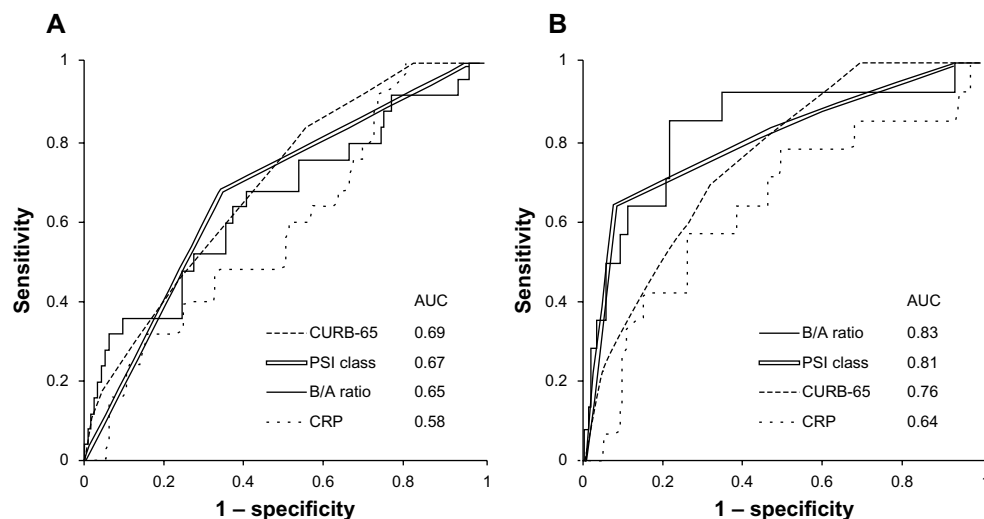 A
1
0.8
0.6
0.4
0.2
0
Sensitivity
AUC
CURB-65 0.69
PSI class 0.67
B/A ratio 0.65
CRP 0.58
0 0.2 0.4 0.6 0.8 1
1 – specificity
B
1
0.8
0.6
0.4
0.2
0
Sensitivity
AUC
B/A ratio 0.83
PSI class 0.81
CURB-65 0.76
CRP 0.64
0 0.2 0.4 0.6 0.8 1
1 – specificity